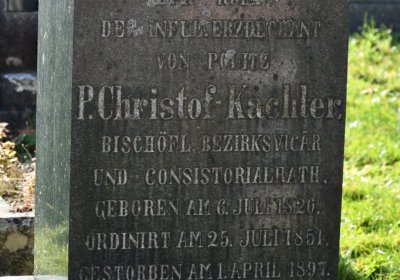 DER INFUL. ERZDECHANT
VON POLITZ
P. Christof Kachler,
BISCHÖFL. BEZIRKSVICÄR
UND CONSISTORIALRATH,
GEBOREN AM 6. JULI 1826,
ORDINIRT AM 25. JULI 1851,
GESTORBEN AM 1. APRIL 1897.